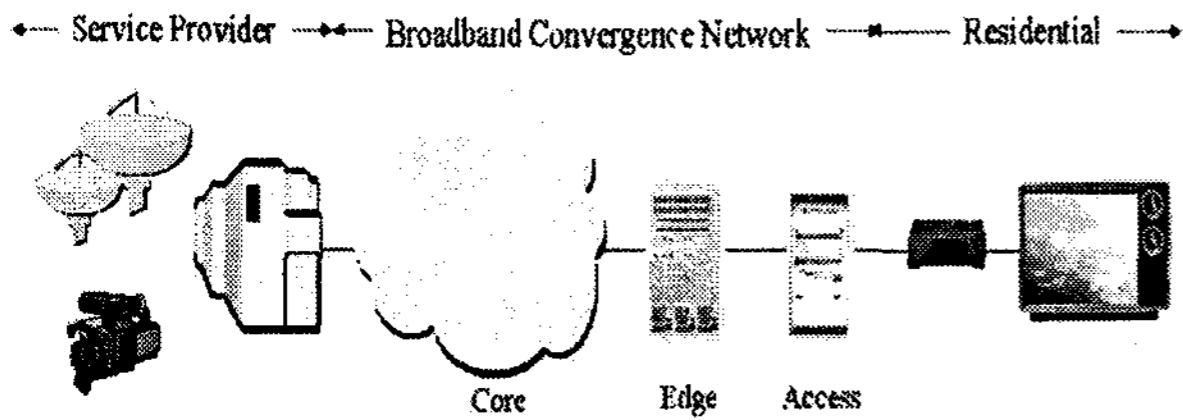 Service Provider Broadband Convergence Network Residential
Core Edge Access